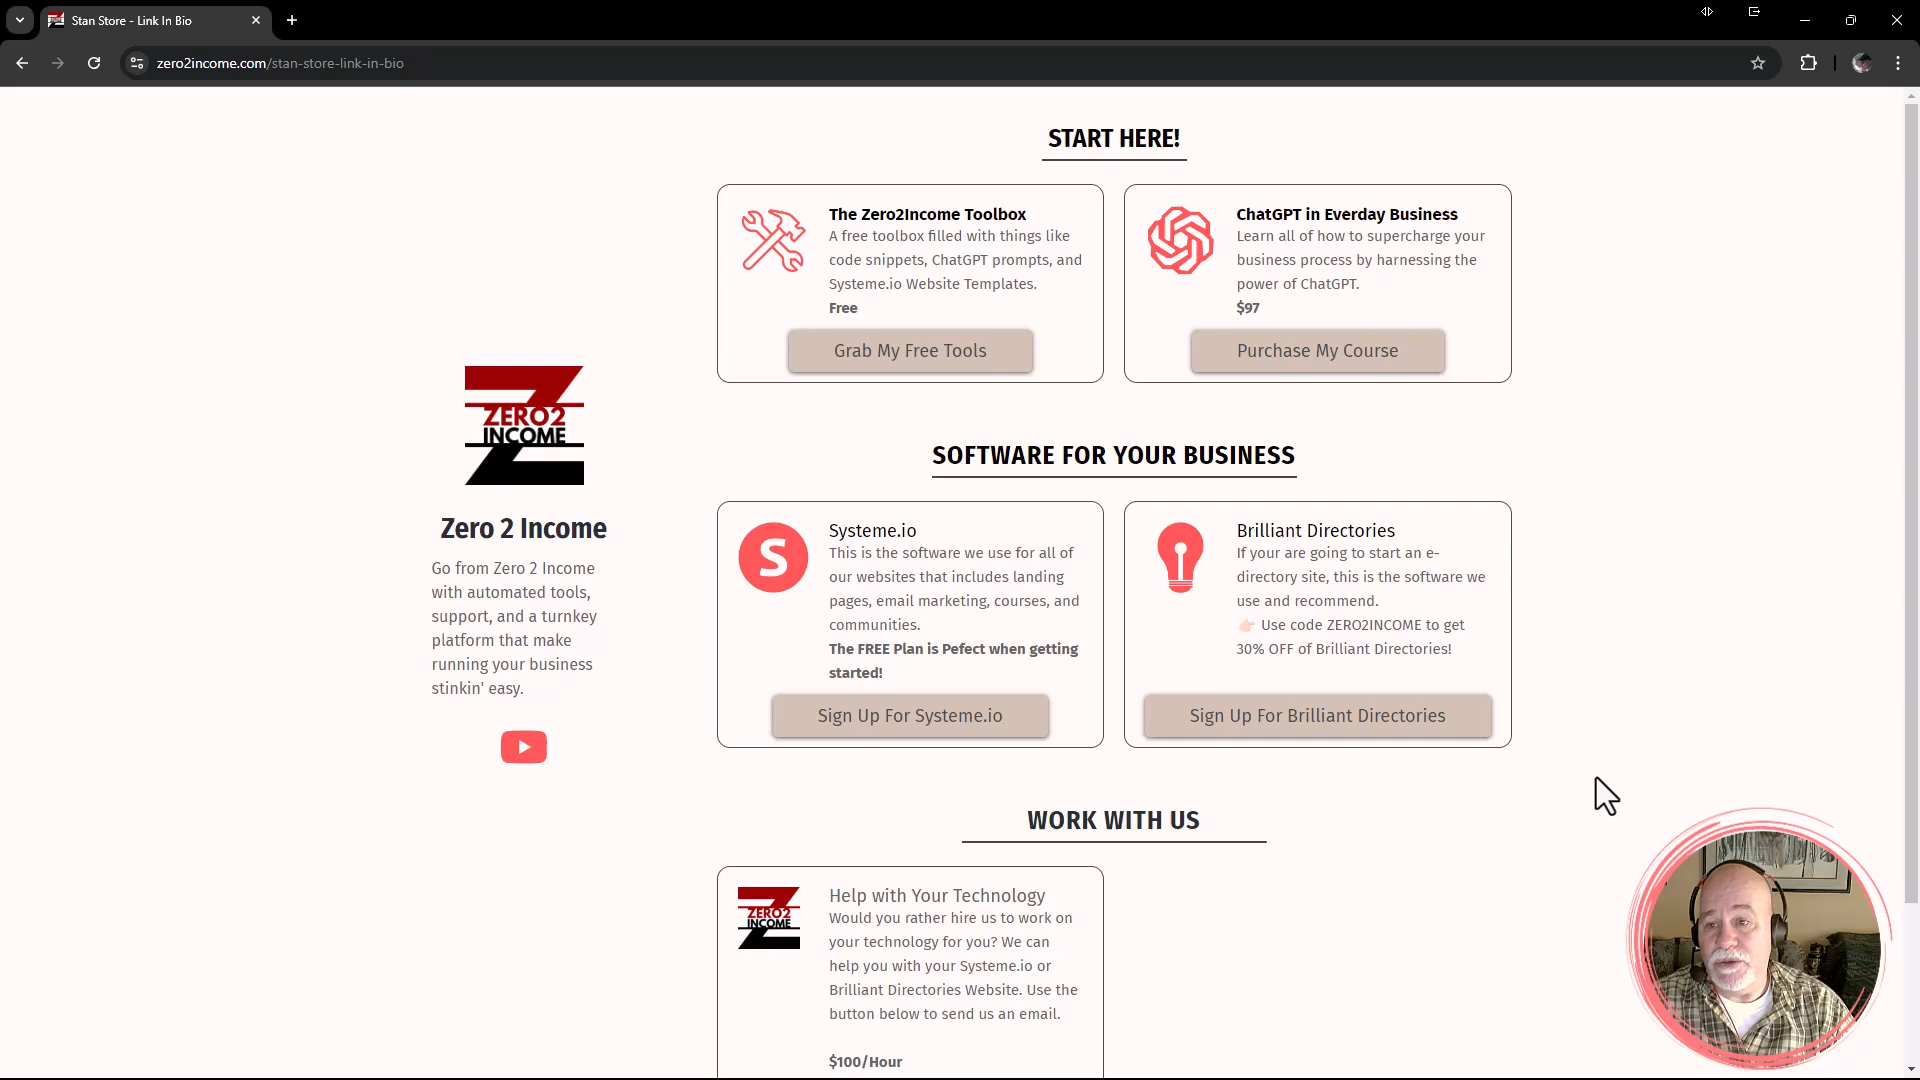 Stan Store - Link In Bio
zero2income.com/stan-store-link-in-bio
START HERE!
The Zero2Income Toolbox
A free toolbox filled with things like
code snippets, ChatGPT prompts, and
Systeme.io Website Templates.
Free
Grab My Free Tools
ChatGPT in Everday Business
Learn all of how to supercharge your
business process by harnessing the
power of ChatGPT.
$97
Purchase My Course
ZERO2
INCOME
Zero 2 Income
Go from Zero 2 Income
with automated tools,
support, and a turnkey
platform that make
running your business
stinkin' easy.
SOFTWARE FOR YOUR BUSINESS
S
Systeme.io
This is the software we use for all of
our websites that includes landing
pages, email marketing, courses, and
communities.
The FREE Plan is Pefect when getting
started!
Sign Up For Systeme.io
Brilliant Directories
If your are going to start an e-
directory site, this is the software we
use and recommend.
👉🏻 Use code ZERO2INCOME to get
30% OFF of Brilliant Directories!
Sign Up For Brilliant Directories
WORK WITH US
ZERO2
INCOME
Help with Your Technology
Would you rather hire us to work on
your technology for you? We can
help you with your Systeme.io or
Brilliant Directories Website. Use the
button below to send us an email.
$100/Hour